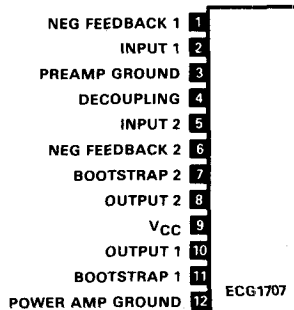 NEG FEEDBACK 1 1
INPUT 1 2
PREAMP GROUND 3
DECOUPLING 4
INPUT 2 5
NEG FEEDBACK 2 6
BOOTSTRAP 2 7
OUTPUT 2 8
VCC 9
OUTPUT 1 10
BOOTSTRAP 1 11
POWER AMP GROUND 12
ECG1707